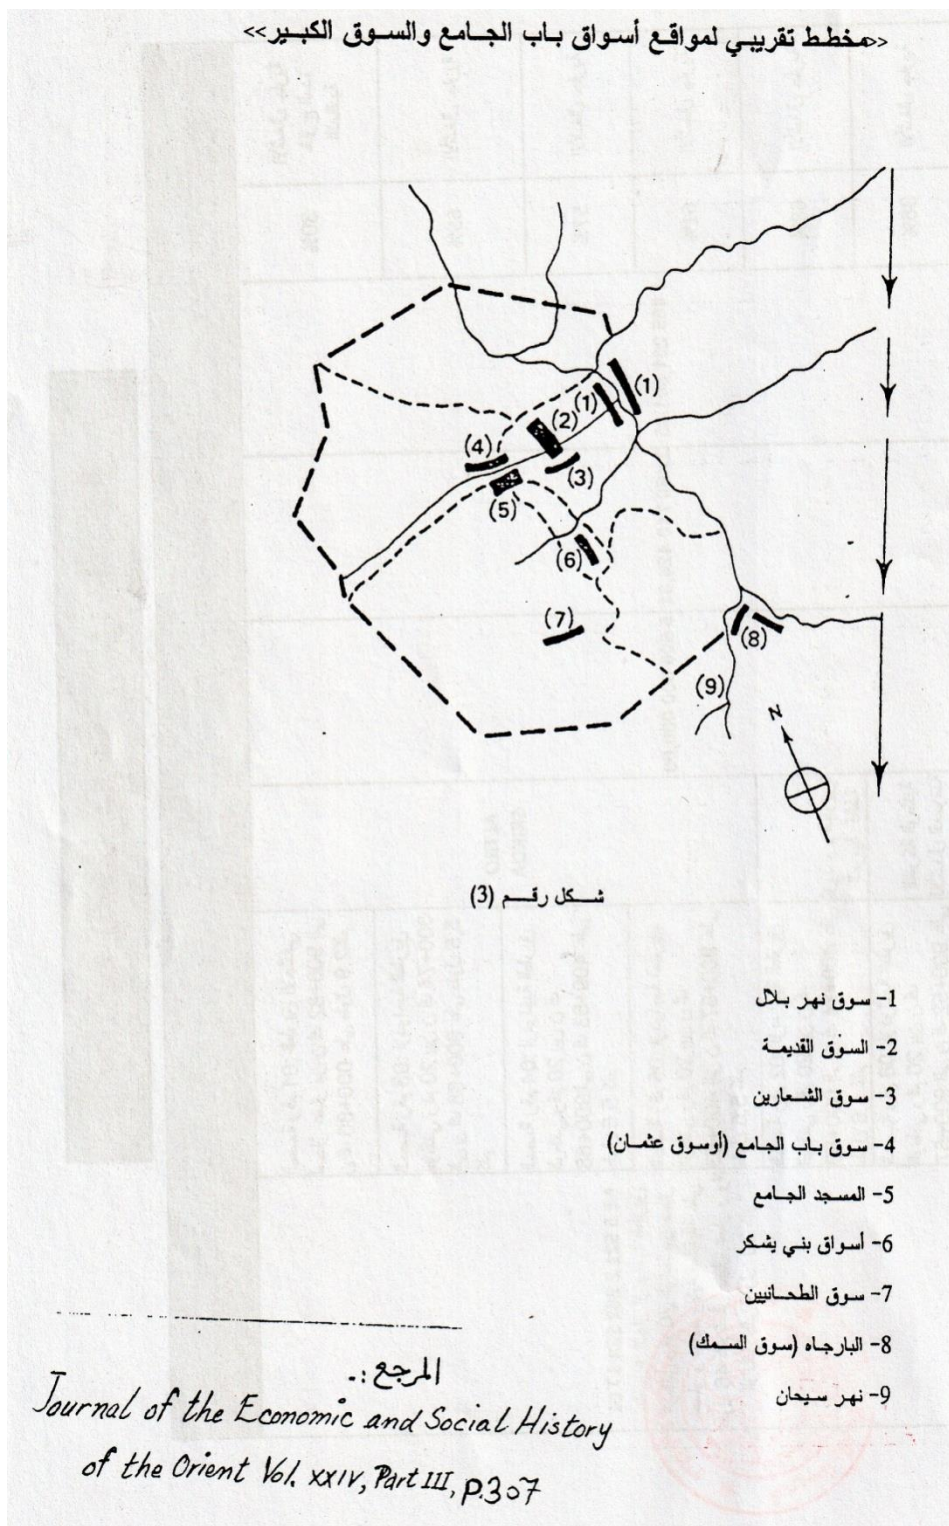 <<مخطط تقريبي لمواقع أسواق باب الجامع والسوق الكبير>>
(1)
(1)
(2)
(4)
(3)
(5)
(6)
(7)
(8)
(9)
N
شكل رقم (3)
1- سوق نهر بلال
2- السوق القديمة
3- سوق الشعارين
4- سوق باب الجامع (أوسوق عثمان)
5- المسجد الجامع
6- أسواق بني يشكر
7- سوق الطحانيين
8- البارجاه (سوق السمك)
9- نهر سيحان
المرجع :-
Journal of the Economic and Social History
of the Orient Vol. XXIV, Part III, P.307